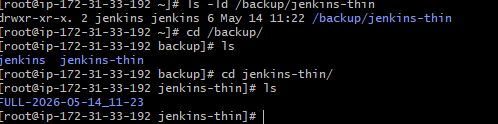 [root@ip-172-31-33-192 ~]# ls -ld /backup/jenkins-thin
drwxr-xr-x. 2 jenkins jenkins 6 May 14 11:22 /backup/jenkins-thin
[root@ip-172-31-33-192 ~]# cd /backup/
[root@ip-172-31-33-192 backup]# ls
jenkins  jenkins-thin
[root@ip-172-31-33-192 backup]# cd jenkins-thin/
[root@ip-172-31-33-192 jenkins-thin]# ls
FULL-2026-05-14_11-23
[root@ip-172-31-33-192 jenkins-thin]#